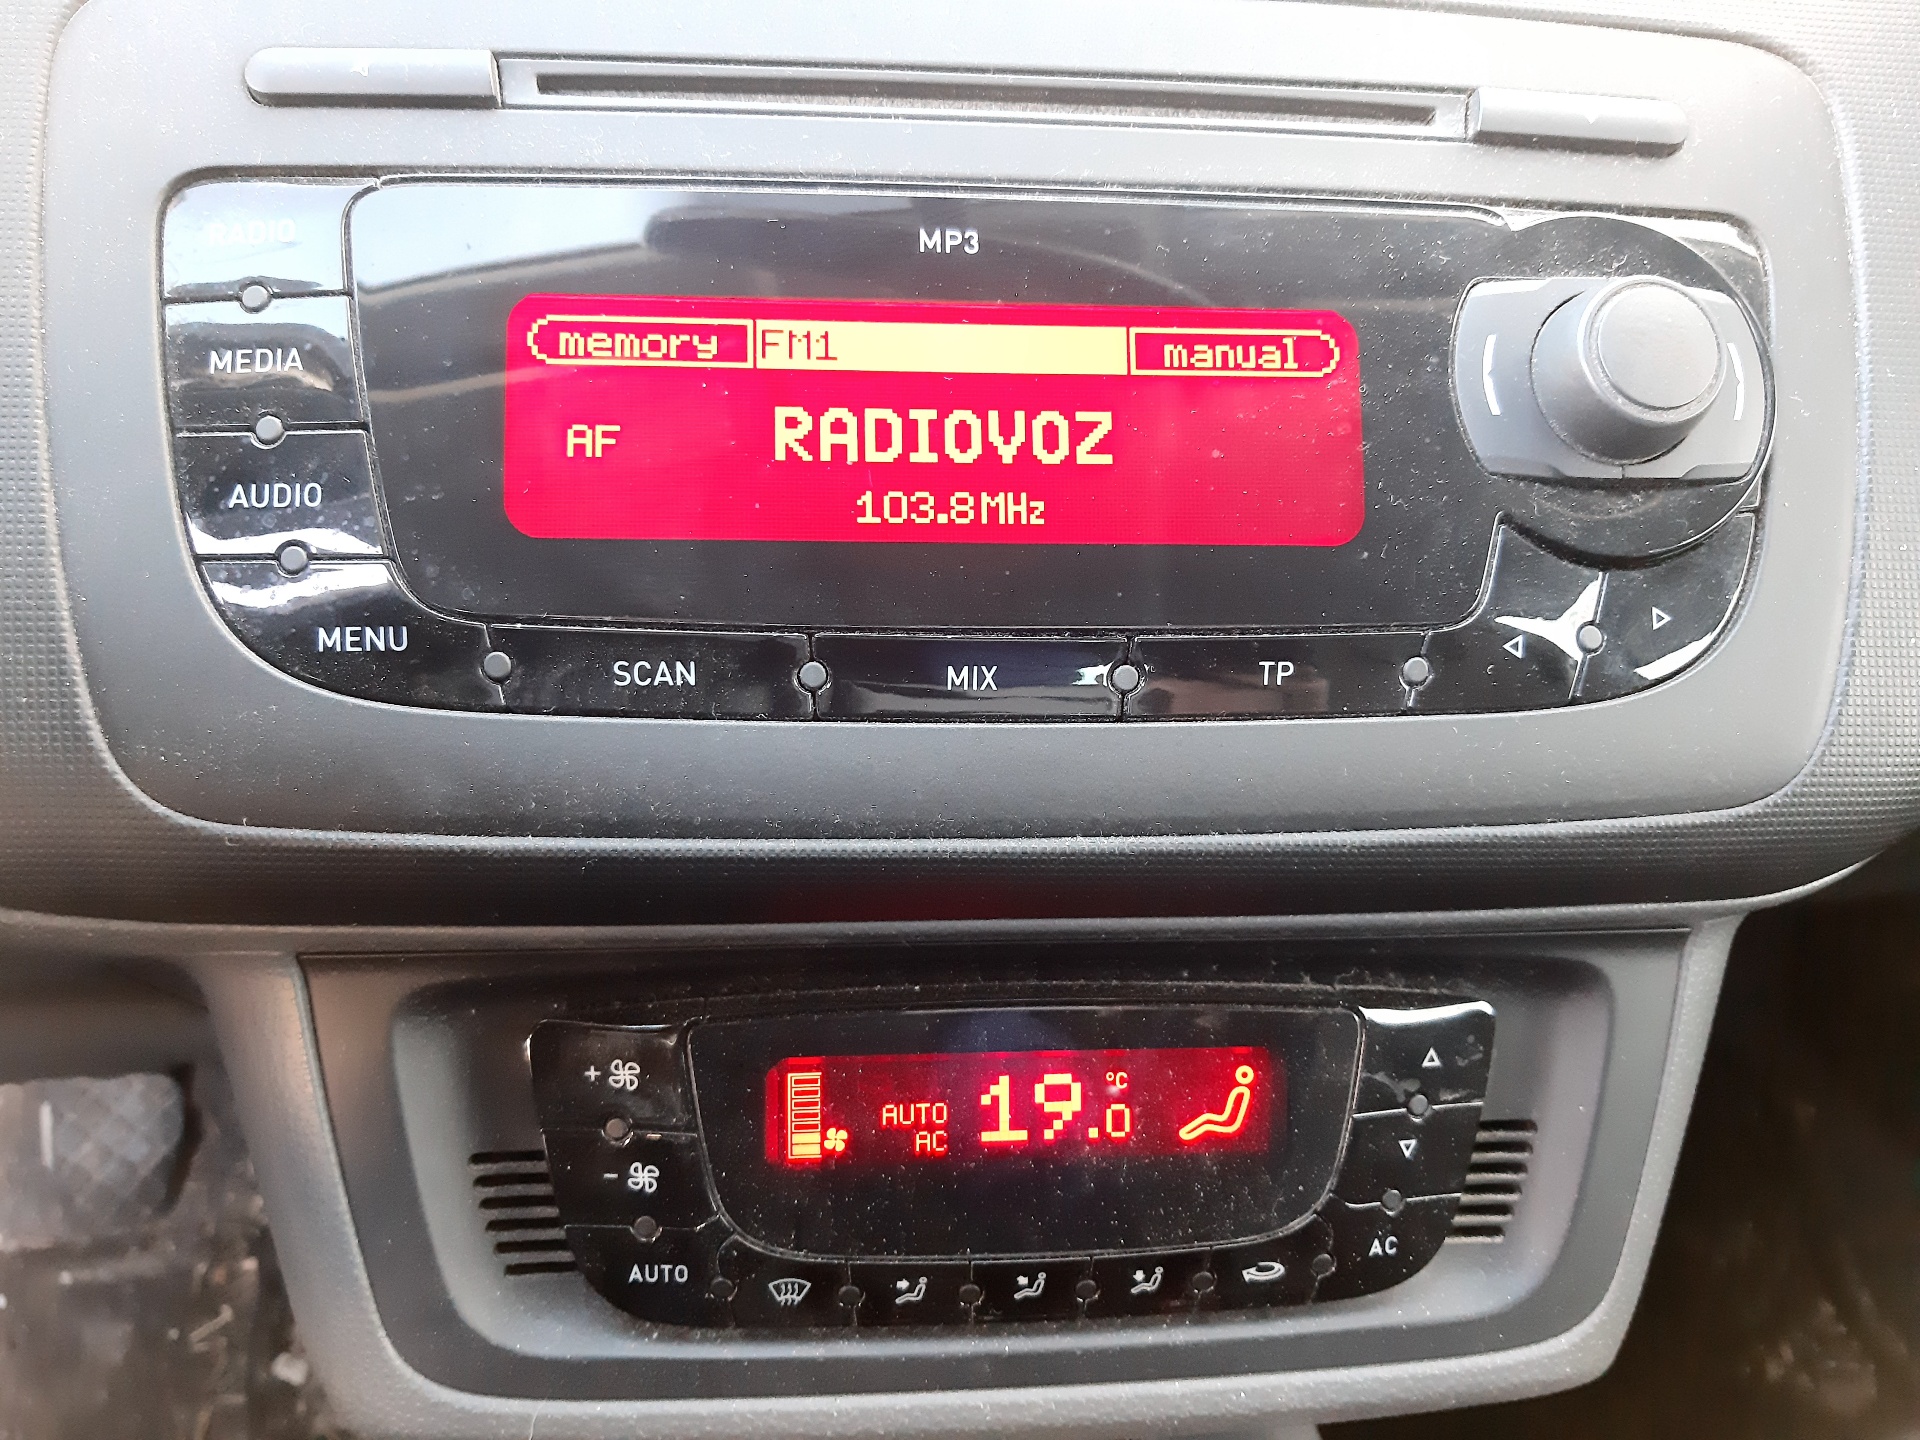 RADIO
MP3
memory FM1 manual
MEDIA
AF RADIOVOZ
103.8MHz
AUDIO
MENU SCAN MIX TP
AUTO 19.0 °C
AC
AUTO AC